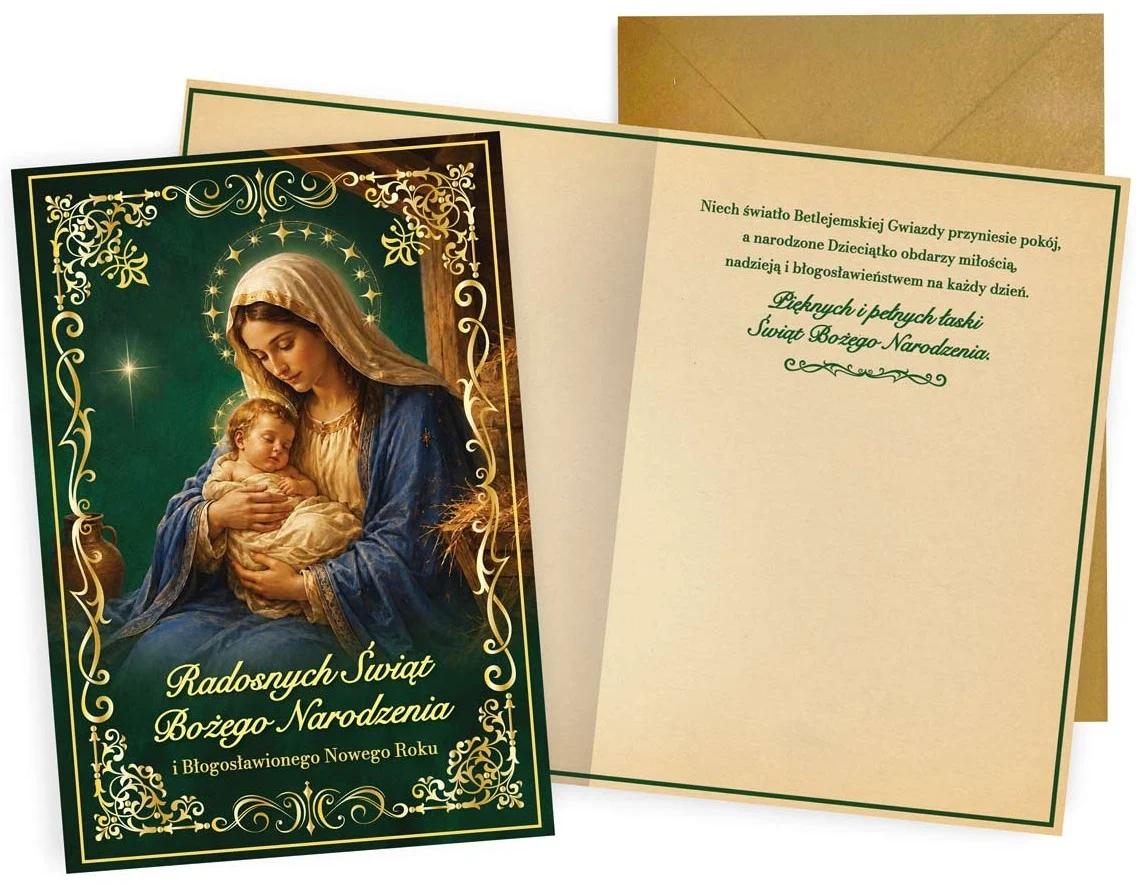 Radosnych Świąt
Bożego Narodzenia
i Błogosławionego Nowego Roku
Niech światło Betlejemskiej Gwiazdy przyniesie pokój,
a narodzone Dzieciątko obdarzy miłością,
nadzieją i błogosławieństwem na każdy dzień.
Pięknych i pełnych łaski
Świąt Bożego Narodzenia.